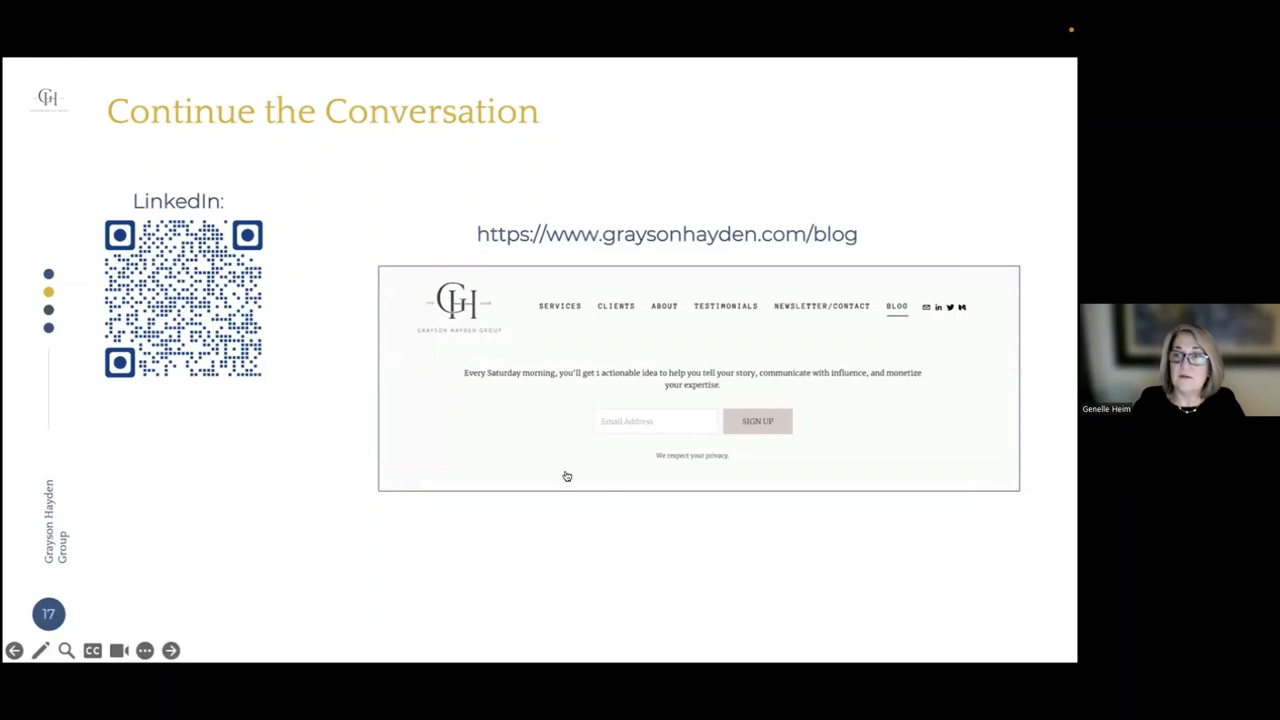 GH
Continue the Conversation
LinkedIn:
https://www.graysonhayden.com/blog
GH
GRAYSON HAYDEN GROUP
SERVICES CLIENTS ABOUT TESTIMONIALS NEWSLETTER/CONTACT BLOG
Every Saturday morning, you'll get 1 actionable idea to help you tell your story, communicate with influence, and monetize
your expertise.
Email Address SIGN UP
We respect your privacy.
Grayson Hayden
Group
17
CC
Genelle Heim